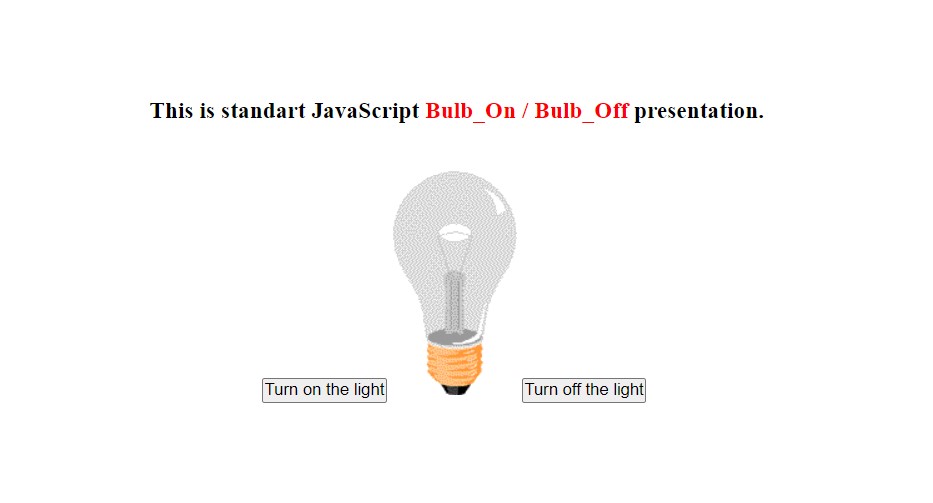 This is standart JavaScript Bulb_On / Bulb_Off presentation.
Turn on the light
Turn off the light